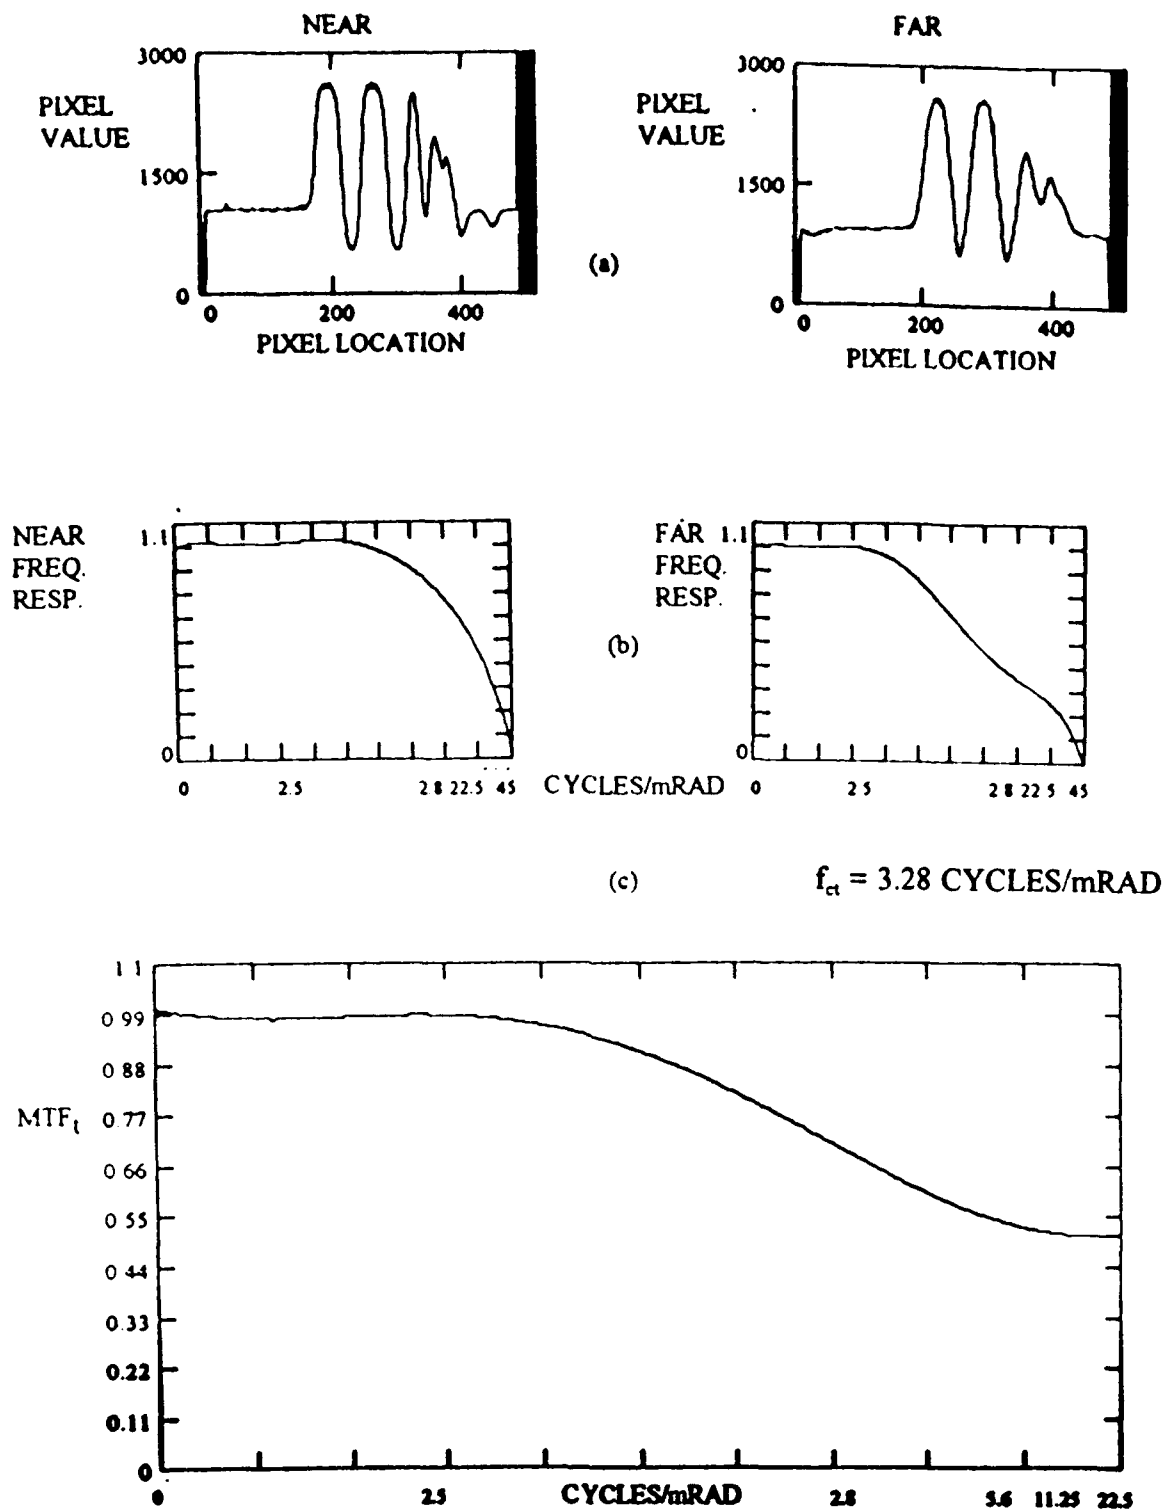 NEAR
FAR
3000
PIXEL
VALUE
1500
0
0 200 400
PIXEL LOCATION
3000
PIXEL
VALUE
1500
0
0 200 400
PIXEL LOCATION
(a)
NEAR
FREQ.
RESP.
1.1
0
0 2.5 2.8 22.5 45
CYCLES/mRAD
FAR
FREQ.
RESP.
1.1
0
0 2 5 2 8 22 5 45
(b)
(c)
f_ct = 3.28 CYCLES/mRAD
1 1
0 99
0 88
0 77
MTF_t
0 66
0 55
0 44
0.33
0.22
0.11
0
0 2.5 CYCLES/mRAD 2.8 5.6 11.25 22.5